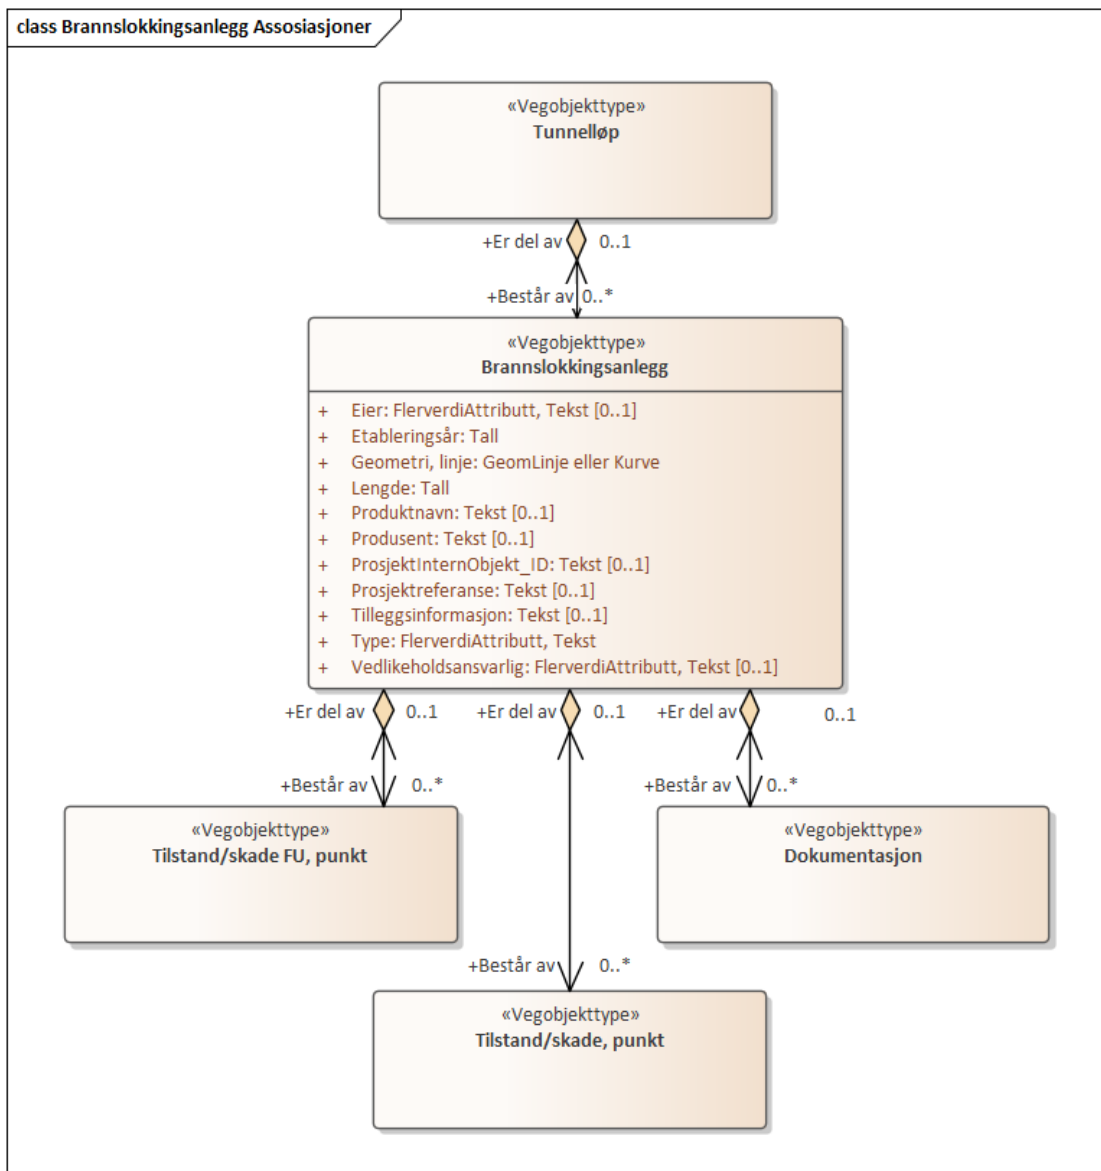 class Brannslokkingsanlegg Assosiasjoner
«Vegobjekttype»
Tunnelløp
+Er del av 0..1
+Består av 0..*
«Vegobjekttype»
Brannslokkingsanlegg
+ Eier: FlerverdiAttributt, Tekst [0..1]
+ Etableringsår: Tall
+ Geometri, linje: GeomLinje eller Kurve
+ Lengde: Tall
+ Produktnavn: Tekst [0..1]
+ Produsent: Tekst [0..1]
+ ProsjektInternObjekt_ID: Tekst [0..1]
+ Prosjektreferanse: Tekst [0..1]
+ Tilleggsinformasjon: Tekst [0..1]
+ Type: FlerverdiAttributt, Tekst
+ Vedlikeholdsansvarlig: FlerverdiAttributt, Tekst [0..1]
+Er del av 0..1 +Er del av 0..1 +Er del av 0..1
+Består av 0..* +Består av 0..*
«Vegobjekttype»
Tilstand/skade FU, punkt
«Vegobjekttype»
Dokumentasjon
+Består av 0..*
«Vegobjekttype»
Tilstand/skade, punkt